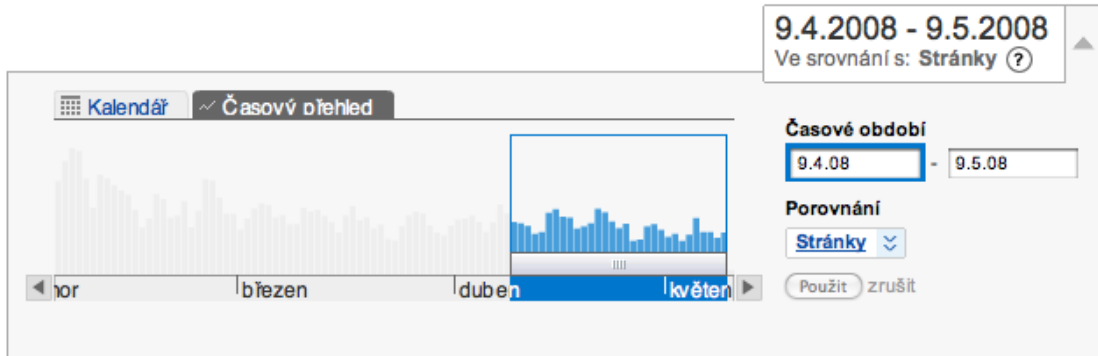 9.4.2008 - 9.5.2008
Ve srovnání s: Stránky ?
Kalendář
Časový přehled
Časové období
9.4.08 - 9.5.08
Porovnání
Stránky
Použit zrušit
nor březen duben květen